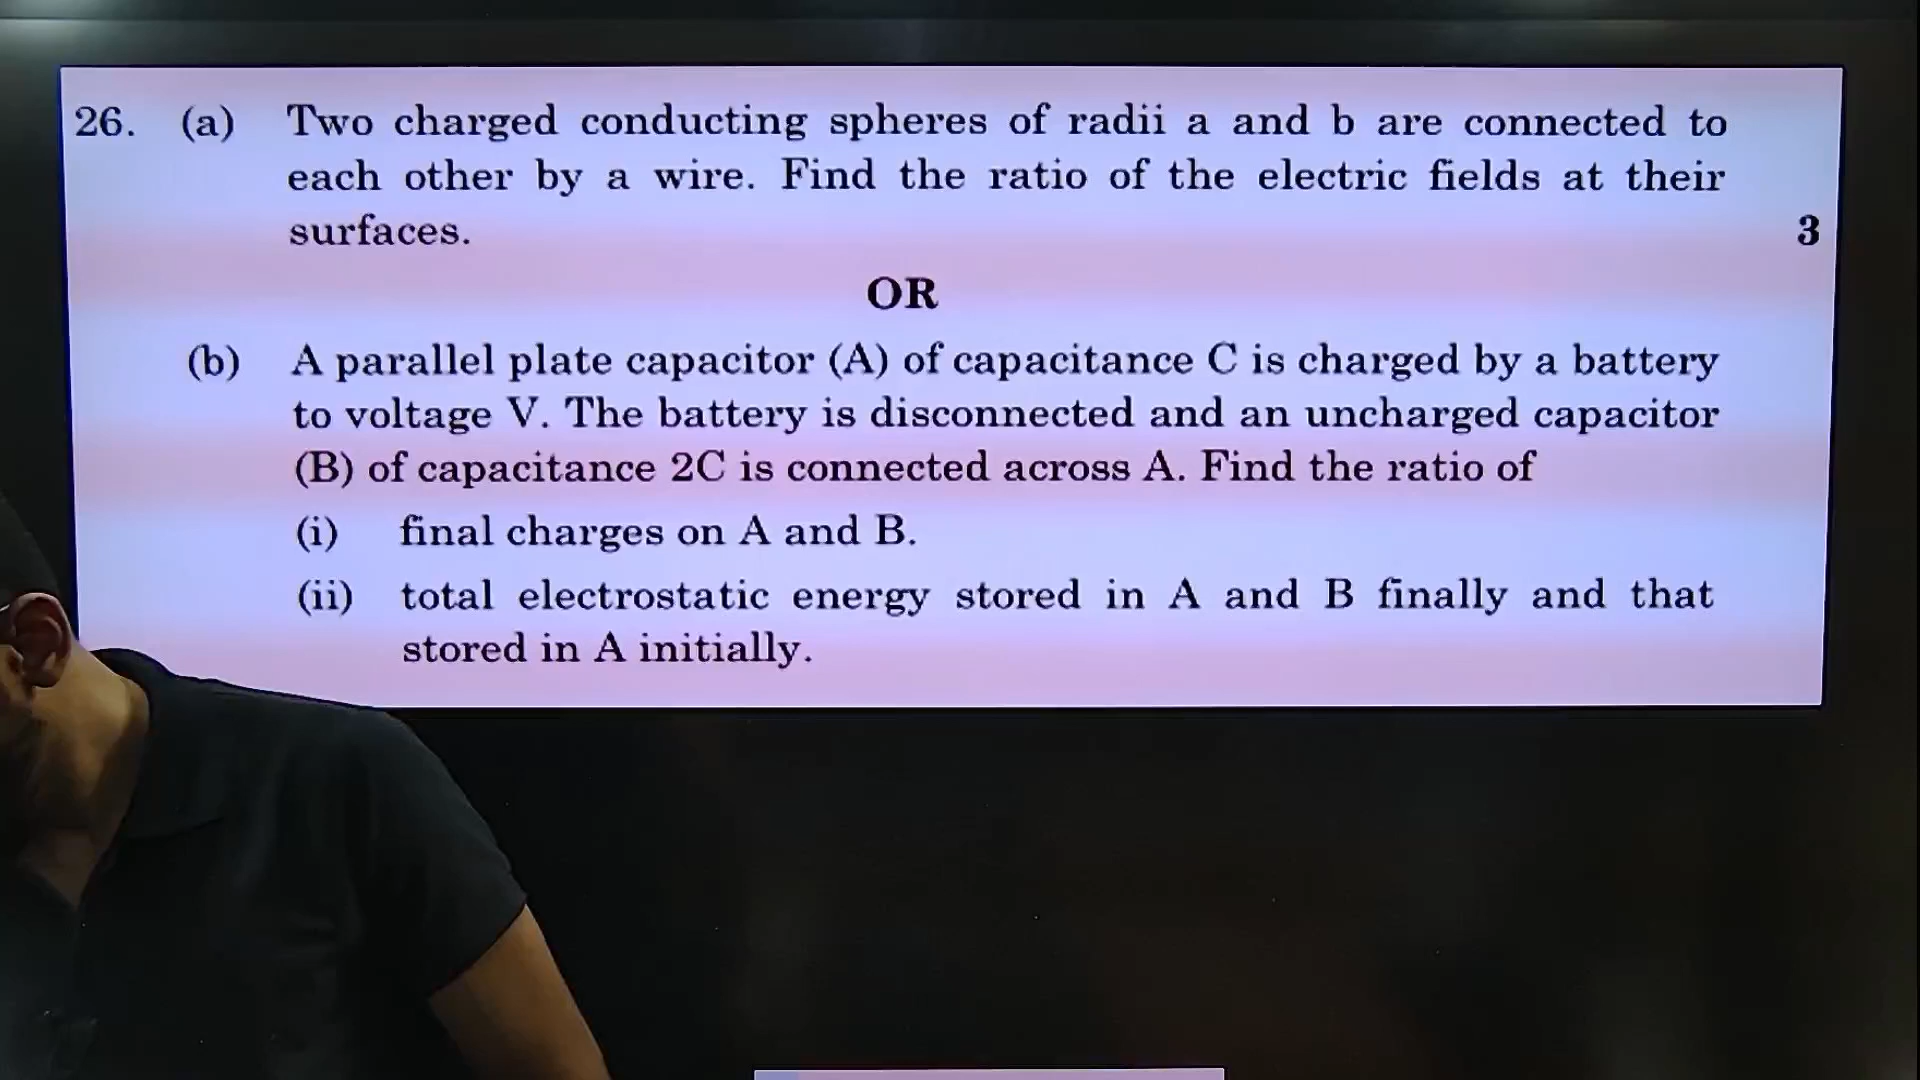 26. (a) Two charged conducting spheres of radii a and b are connected to
each other by a wire. Find the ratio of the electric fields at their
surfaces. 3
OR
(b) A parallel plate capacitor (A) of capacitance C is charged by a battery
to voltage V. The battery is disconnected and an uncharged capacitor
(B) of capacitance 2C is connected across A. Find the ratio of
(i) final charges on A and B.
(ii) total electrostatic energy stored in A and B finally and that
stored in A initially.